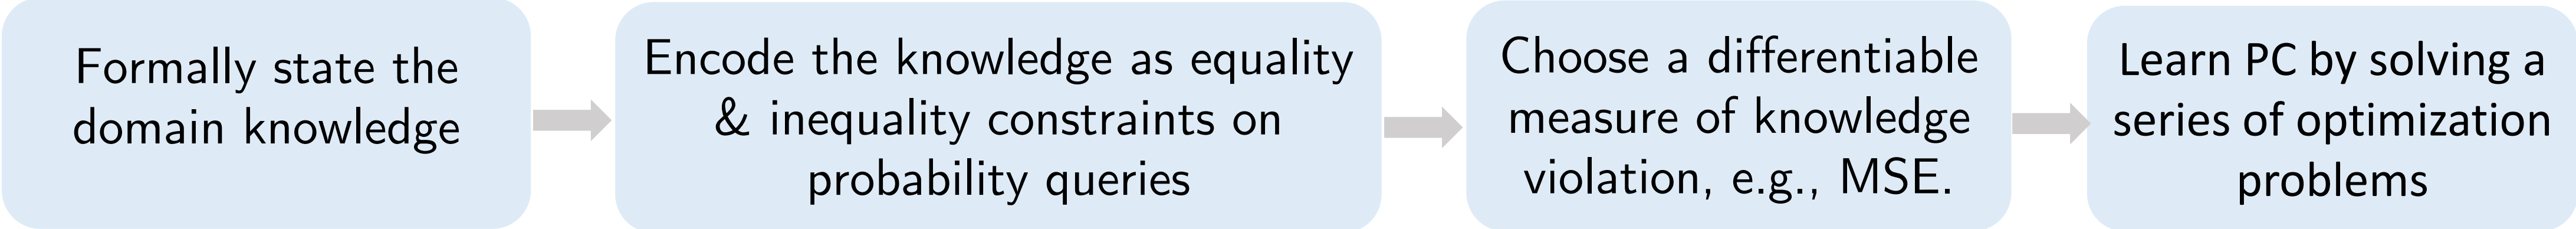 Formally state the
domain knowledge
Encode the knowledge as equality
& inequality constraints on
probability queries
Choose a differentiable
measure of knowledge
violation, e.g., MSE.
Learn PC by solving a
series of optimization
problems